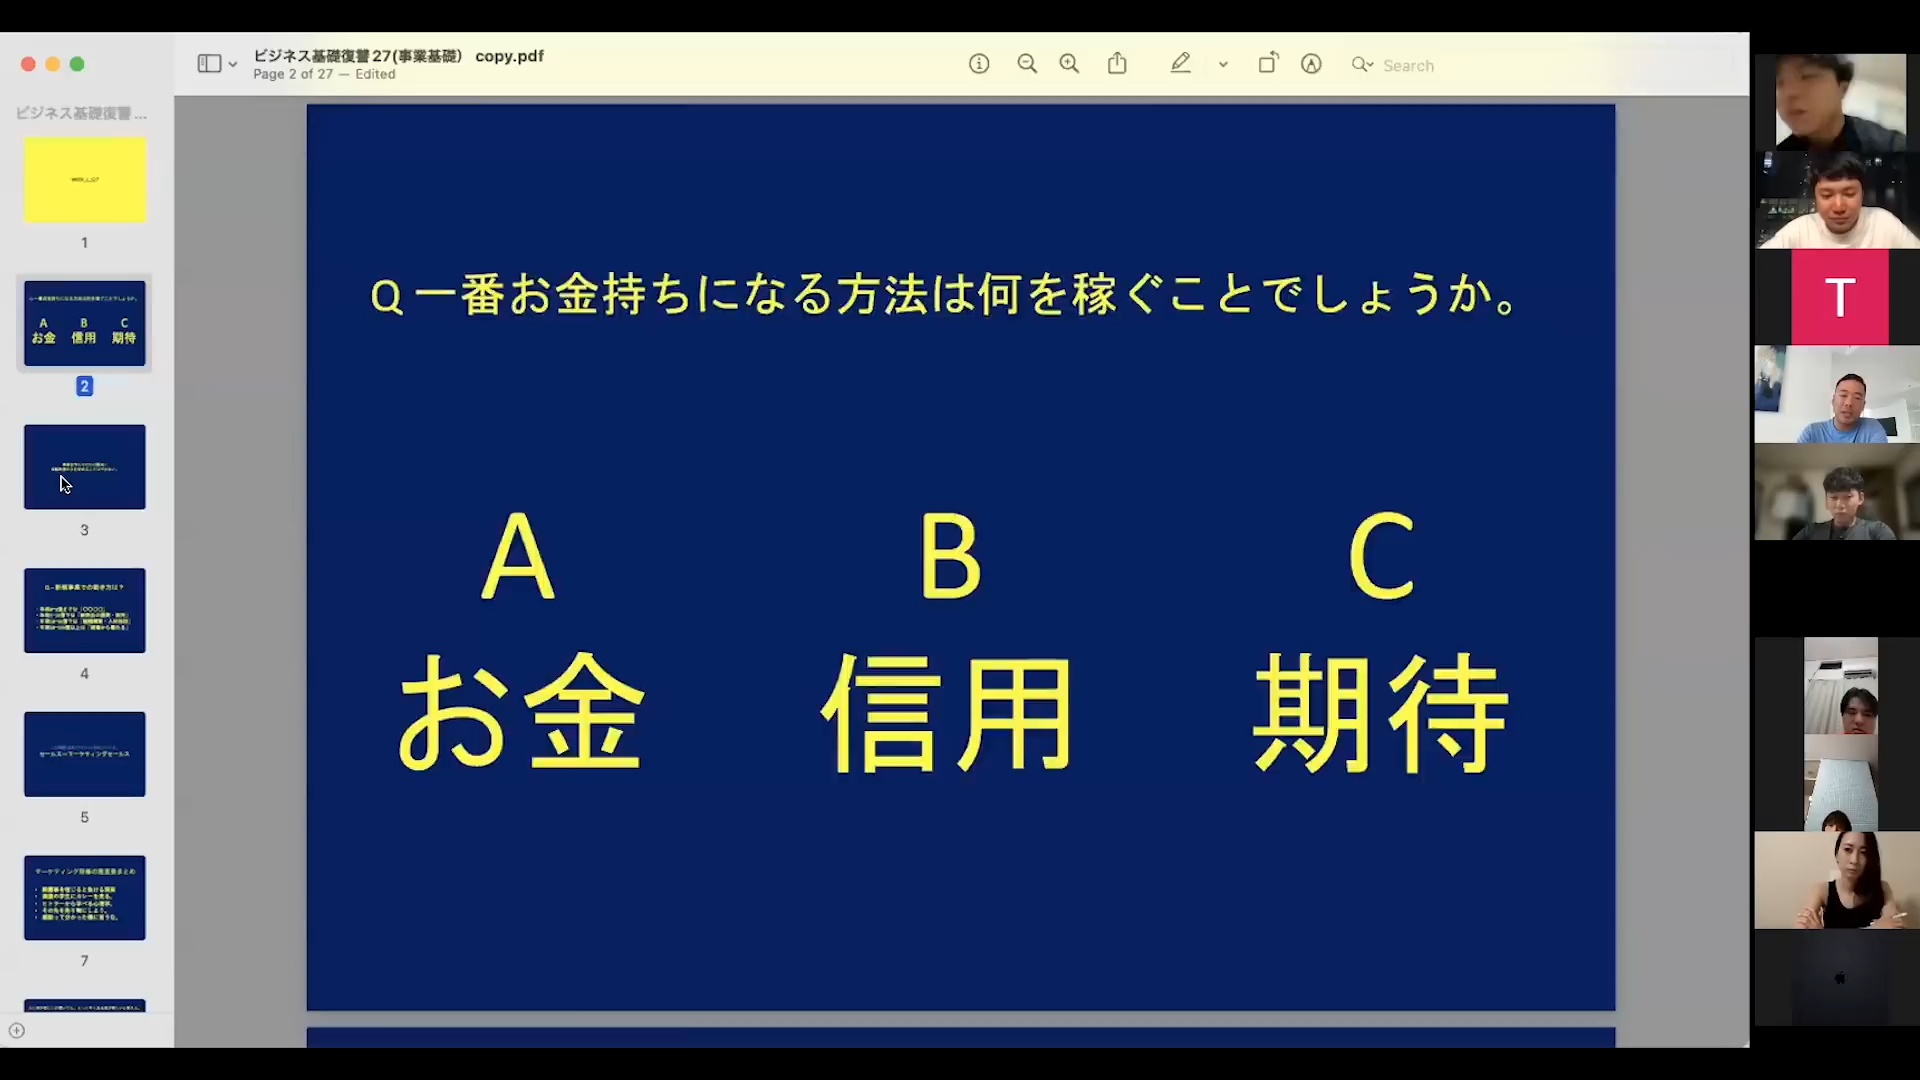 ビジネス基礎復讐27(事業基礎） copy.pdf
Page 2 of 27 — Edited
Search
ビジネス基礎復讐...
1
A B C
お金 信用 期待
2
3
4
5
7
Q 一番お金持ちになる方法は何を稼ぐことでしょうか。
A B C
お金 信用 期待
T